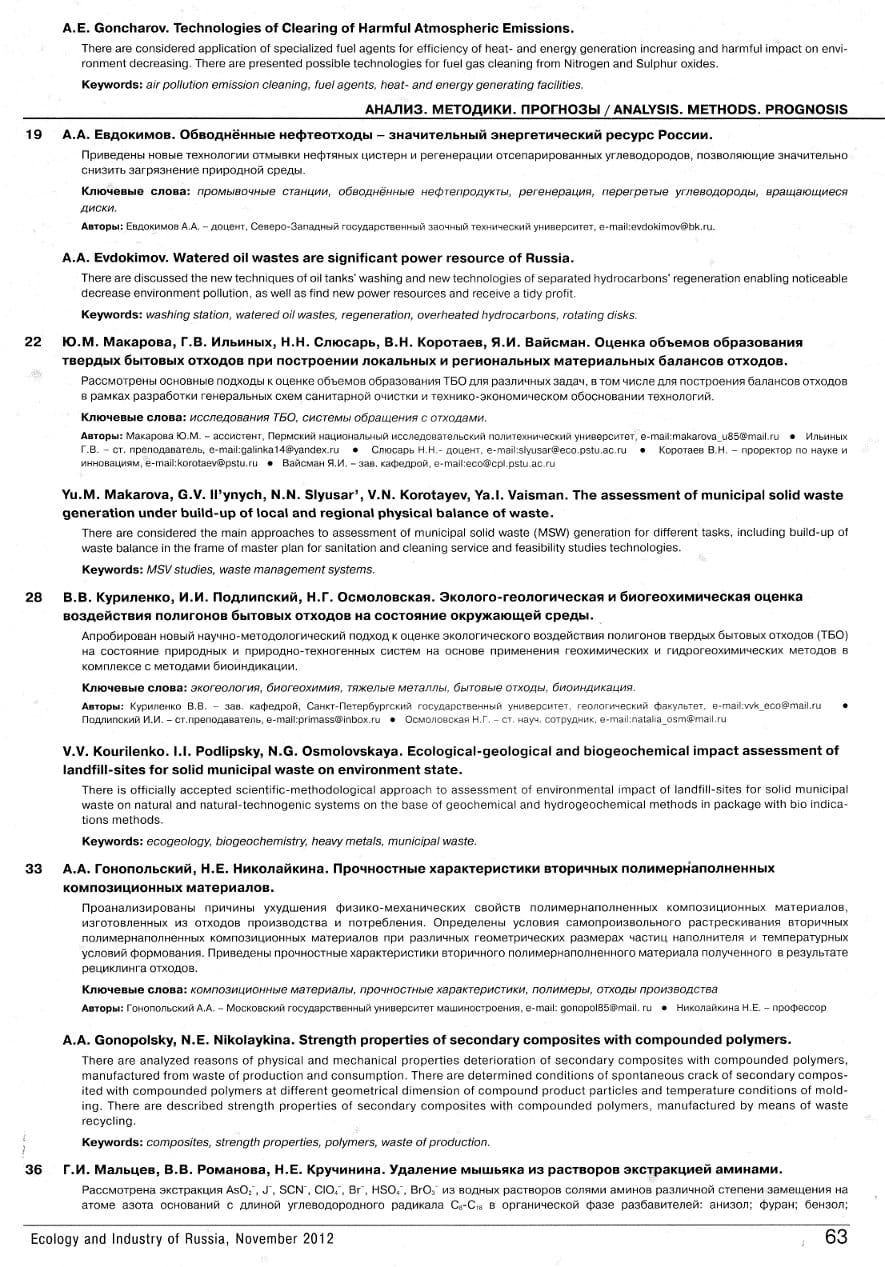 A.E. Goncharov. Technologies of Clearing of Harmful Atmospheric Emissions.
There are considered application of specialized fuel agents for efficiency of heat- and energy generation increasing and harmful impact on envi-
ronment decreasing. There are presented possible technologies for fuel gas cleaning from Nitrogen and Sulphur oxides.
Keywords: air pollution emission cleaning, fuel agents, heat- and energy generating facilities.
АНАЛИЗ. МЕТОДИКИ. ПРОГНОЗЫ / ANALYSIS. METHODS. PROGNOSIS
19 А.А. Евдокимов. Обводнённые нефтеотходы – значительный энергетический ресурс России.
Приведены новые технологии отмывки нефтяных цистерн и регенерации отсепарированных углеводородов, позволяющие значительно
снизить загрязнение природной среды.
Ключевые слова: промывочные станции, обводнённые нефтепродукты, регенерация, перегретые углеводороды, вращающиеся
диски.
Авторы: Евдокимов А.А. – доцент, Северо-Западный государственный заочный технический университет, e-mail:evdokimov@bk.ru.
A.A. Evdokimov. Watered oil wastes are significant power resource of Russia.
There are discussed the new techniques of oil tanks' washing and new technologies of separated hydrocarbons' regeneration enabling noticeable
decrease environment pollution, as well as find new power resources and receive a tidy profit.
Keywords: washing station, watered oil wastes, regeneration, overheated hydrocarbons, rotating disks.
22 Ю.М. Макарова, Г.В. Ильиных, Н.Н. Слюсарь, В.Н. Коротаев, Я.И. Вайсман. Оценка объемов образования
твердых бытовых отходов при построении локальных и региональных материальных балансов отходов.
Рассмотрены основные подходы к оценке объемов образования ТБО для различных задач, в том числе для построения балансов отходов
в рамках разработки генеральных схем санитарной очистки и технико-экономическом обосновании технологий.
Ключевые слова: исследования ТБО, системы обращения с отходами.
Авторы: Макарова Ю.М. – ассистент, Пермский национальный исследовательский политехнический университет, e-mail:makarova_u85@mail.ru ● Ильиных
Г.В. – ст. преподаватель, e-mail:galinka14@yandex.ru ● Слюсарь Н.Н.- доцент, e-mail:slyusar@eco.pstu.ac.ru ● Коротаев В.Н. – проректор по науке и
инновациям, e-mail:korotaev@pstu.ru ● Вайсман Я.И. – зав. кафедрой, e-mail:eco@cpl.pstu.ac.ru
Yu.M. Makarova, G.V. Il'ynych, N.N. Slyusar', V.N. Korotayev, Ya.I. Vaisman. The assessment of municipal solid waste
generation under build-up of local and regional physical balance of waste.
There are considered the main approaches to assessment of municipal solid waste (MSW) generation for different tasks, including build-up of
waste balance in the frame of master plan for sanitation and cleaning service and feasibility studies technologies.
Keywords: MSV studies, waste management systems.
28 В.В. Куриленко, И.И. Подлипский, Н.Г. Осмоловская. Эколого-геологическая и биогеохимическая оценка
воздействия полигонов бытовых отходов на состояние окружающей среды.
Апробирован новый научно-методологический подход к оценке экологического воздействия полигонов твердых бытовых отходов (ТБО)
на состояние природных и природно-техногенных систем на основе применения геохимических и гидрогеохимических методов в
комплексе с методами биоиндикации.
Ключевые слова: экогеология, биогеохимия, тяжелые металлы, бытовые отходы, биоиндикация.
Авторы: Куриленко В.В. – зав. кафедрой, Санкт-Петербургский государственный университет, геологический факультет, e-mail:vvk_eco@mail.ru ●
Подлипский И.И. – ст.преподаватель, e-mail:primass@inbox.ru ● Осмоловская Н.Г. – ст. науч. сотрудник, e-mail:natalia_osm@mail.ru
V.V. Kourilenko. I.I. Podlipsky, N.G. Osmolovskaya. Ecological-geological and biogeochemical impact assessment of
landfill-sites for solid municipal waste on environment state.
There is officially accepted scientific-methodological approach to assessment of environmental impact of landfill-sites for solid municipal
waste on natural and natural-technogenic systems on the base of geochemical and hydrogeochemical methods in package with bio indica-
tions methods.
Keywords: ecogeology, biogeochemistry, heavy metals, municipal waste.
33 А.А. Гонопольский, Н.Е. Николайкина. Прочностные характеристики вторичных полимернаполненных
композиционных материалов.
Проанализированы причины ухудшения физико-механических свойств полимернаполненных композиционных материалов,
изготовленных из отходов производства и потребления. Определены условия самопроизвольного растрескивания вторичных
полимернаполненных композиционных материалов при различных геометрических размерах частиц наполнителя и температурных
условий формования. Приведены прочностные характеристики вторичного полимернаполненного материала полученного в результате
рециклинга отходов.
Ключевые слова: композиционные материалы, прочностные характеристики, полимеры, отходы производства
Авторы: Гонопольский А.А. – Московский государственный университет машиностроения, e-mail: gonopol85@mail. ru ● Николайкина Н.Е. – профессор
A.A. Gonopolsky, N.E. Nikolaykina. Strength properties of secondary composites with compounded polymers.
There are analyzed reasons of physical and mechanical properties deterioration of secondary composites with compounded polymers,
manufactured from waste of production and consumption. There are determined conditions of spontaneous crack of secondary compos-
ited with compounded polymers at different geometrical dimension of compound product particles and temperature conditions of mold-
ing. There are described strength properties of secondary composites with compounded polymers, manufactured by means of waste
recycling.
Keywords: composites, strength properties, polymers, waste of production.
36 Г.И. Мальцев, В.В. Романова, Н.Е. Кручинина. Удаление мышьяка из растворов экстракцией аминами.
Рассмотрена экстракция AsO₂⁻, J⁻, SCN⁻, ClO₄⁻, Br⁻, HSO₄⁻, BrO₃⁻ из водных растворов солями аминов различной степени замещения на
атоме азота оснований с длиной углеводородного радикала C₈-C₁₈ в органической фазе разбавителей: анизол; фуран; бензол;
Ecology and Industry of Russia, November 2012 63